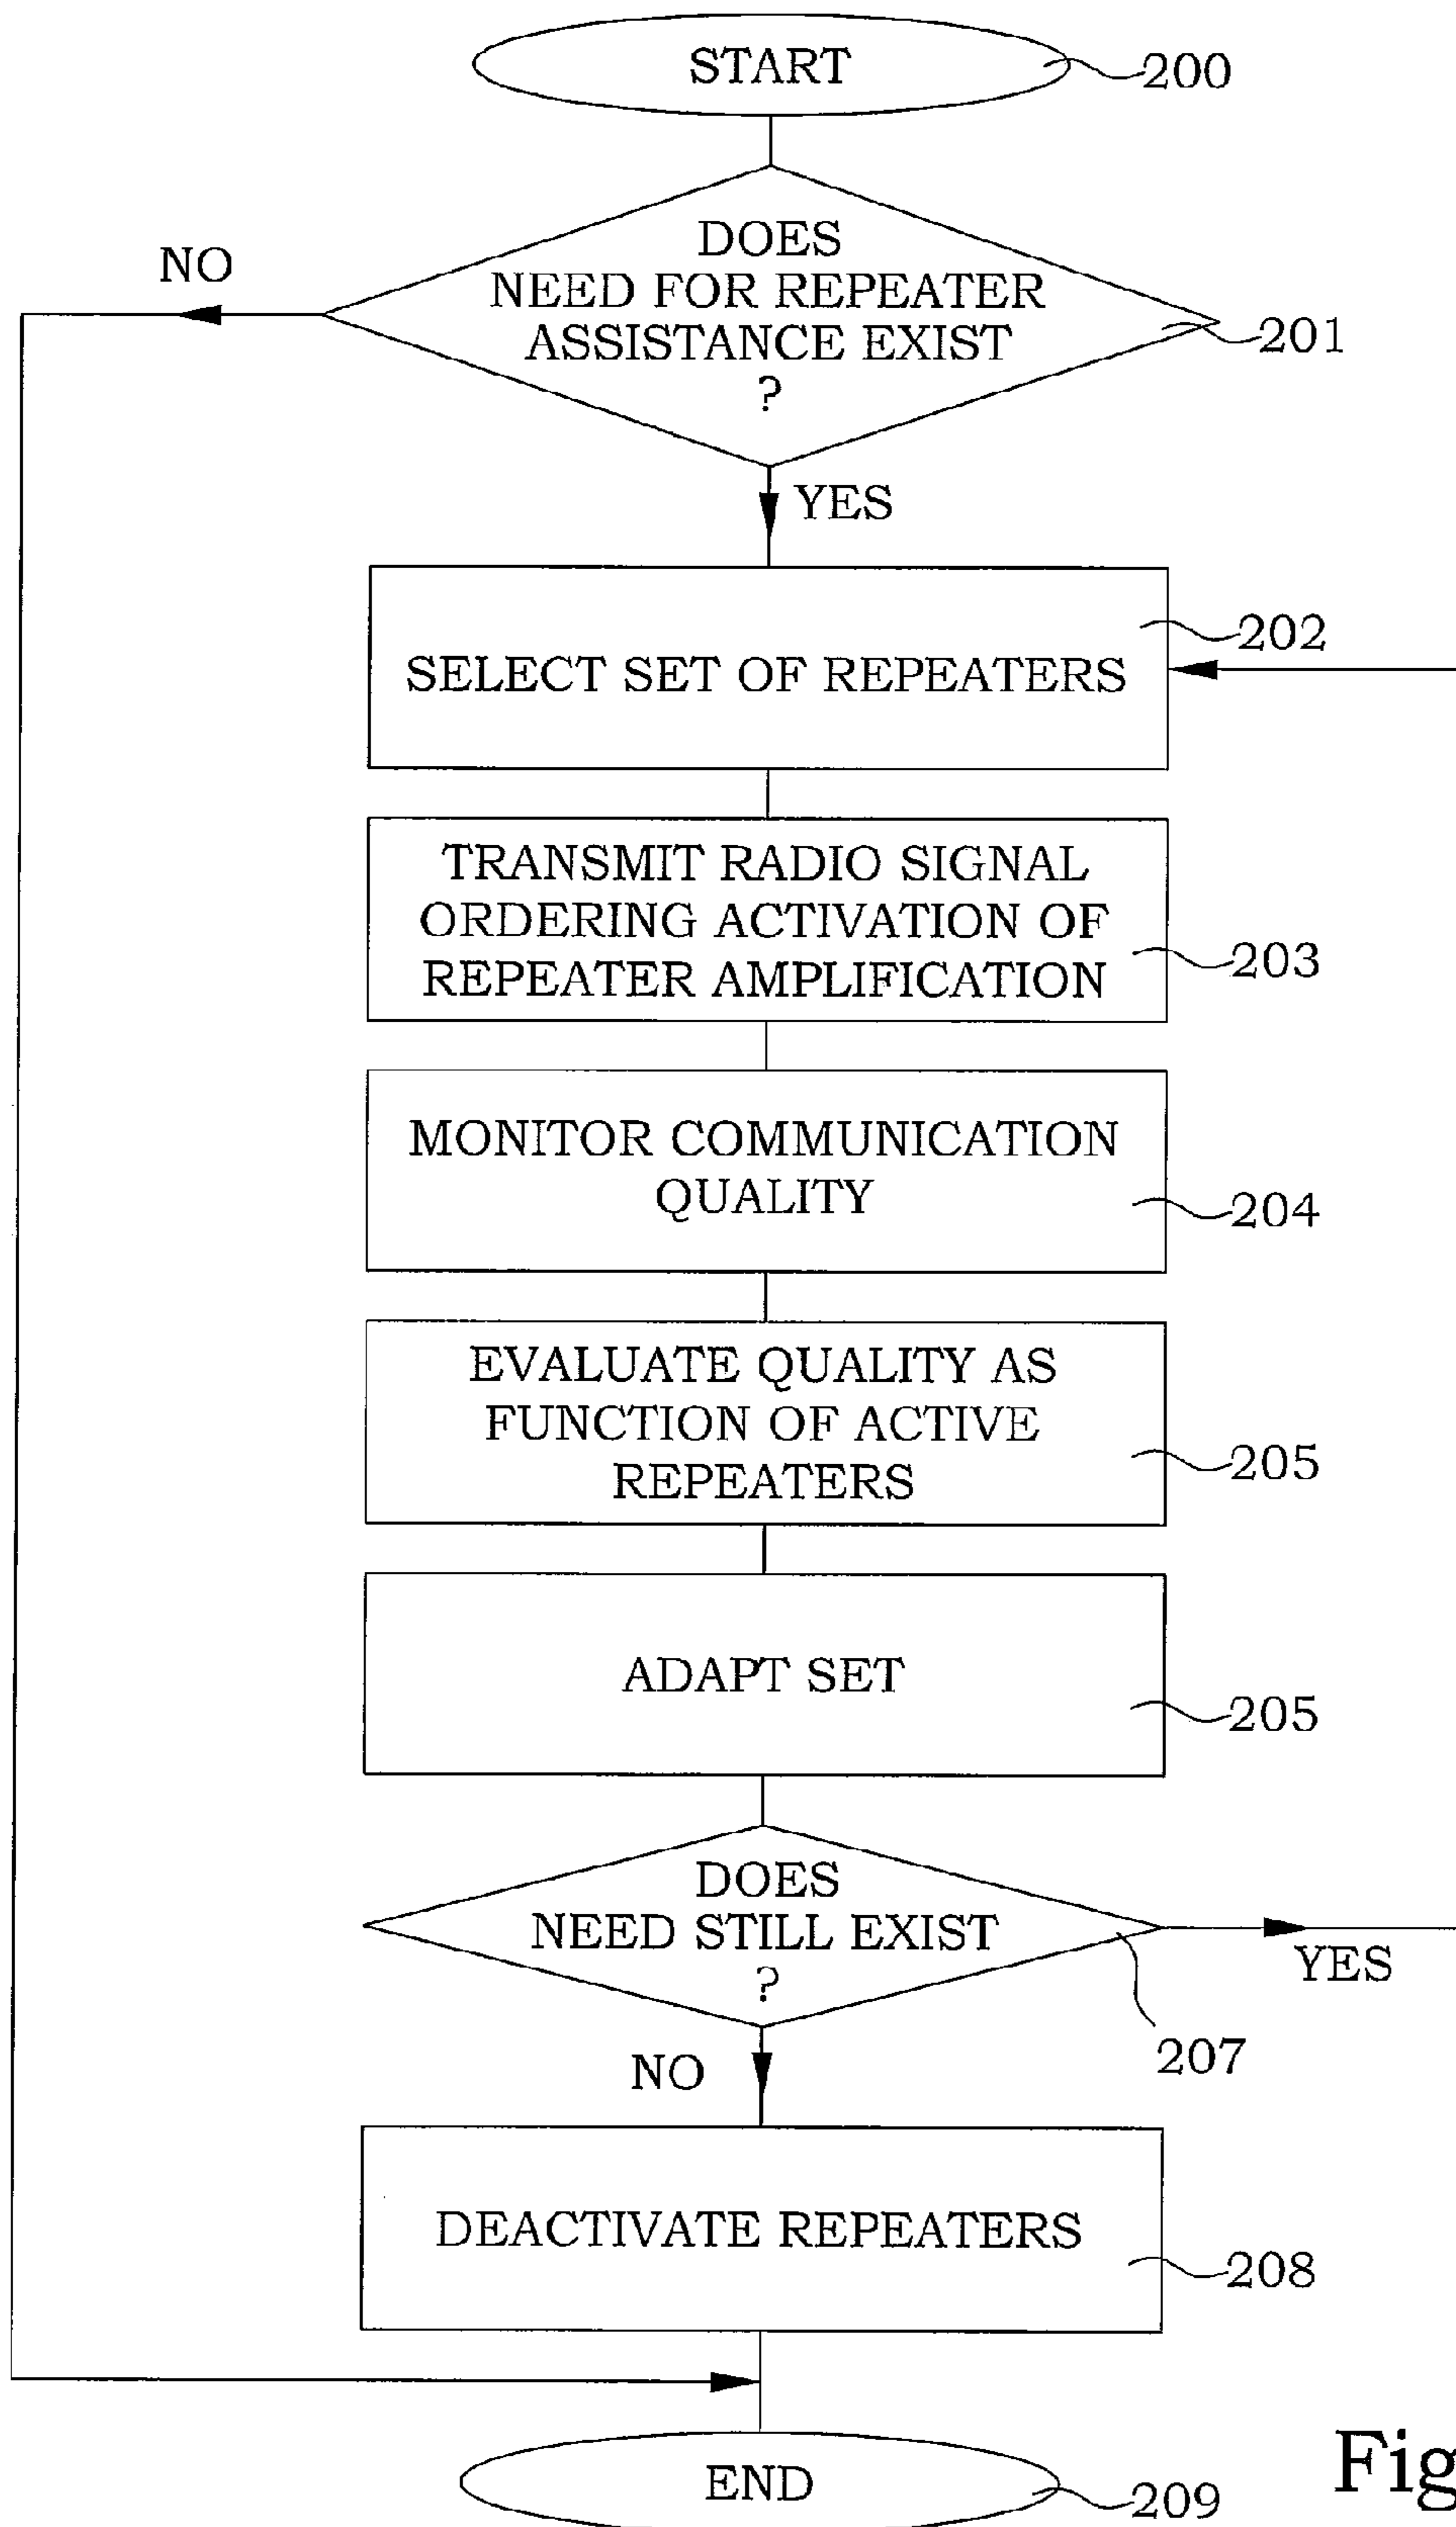 START
200
DOES
NEED FOR REPEATER
ASSISTANCE EXIST
?
201
NO
YES
202
SELECT SET OF REPEATERS
TRANSMIT RADIO SIGNAL
ORDERING ACTIVATION OF
REPEATER AMPLIFICATION
203
MONITOR COMMUNICATION
QUALITY
204
EVALUATE QUALITY AS
FUNCTION OF ACTIVE
REPEATERS
205
ADAPT SET
205
DOES
NEED STILL EXIST
?
YES
207
NO
DEACTIVATE REPEATERS
208
END
209
Fig